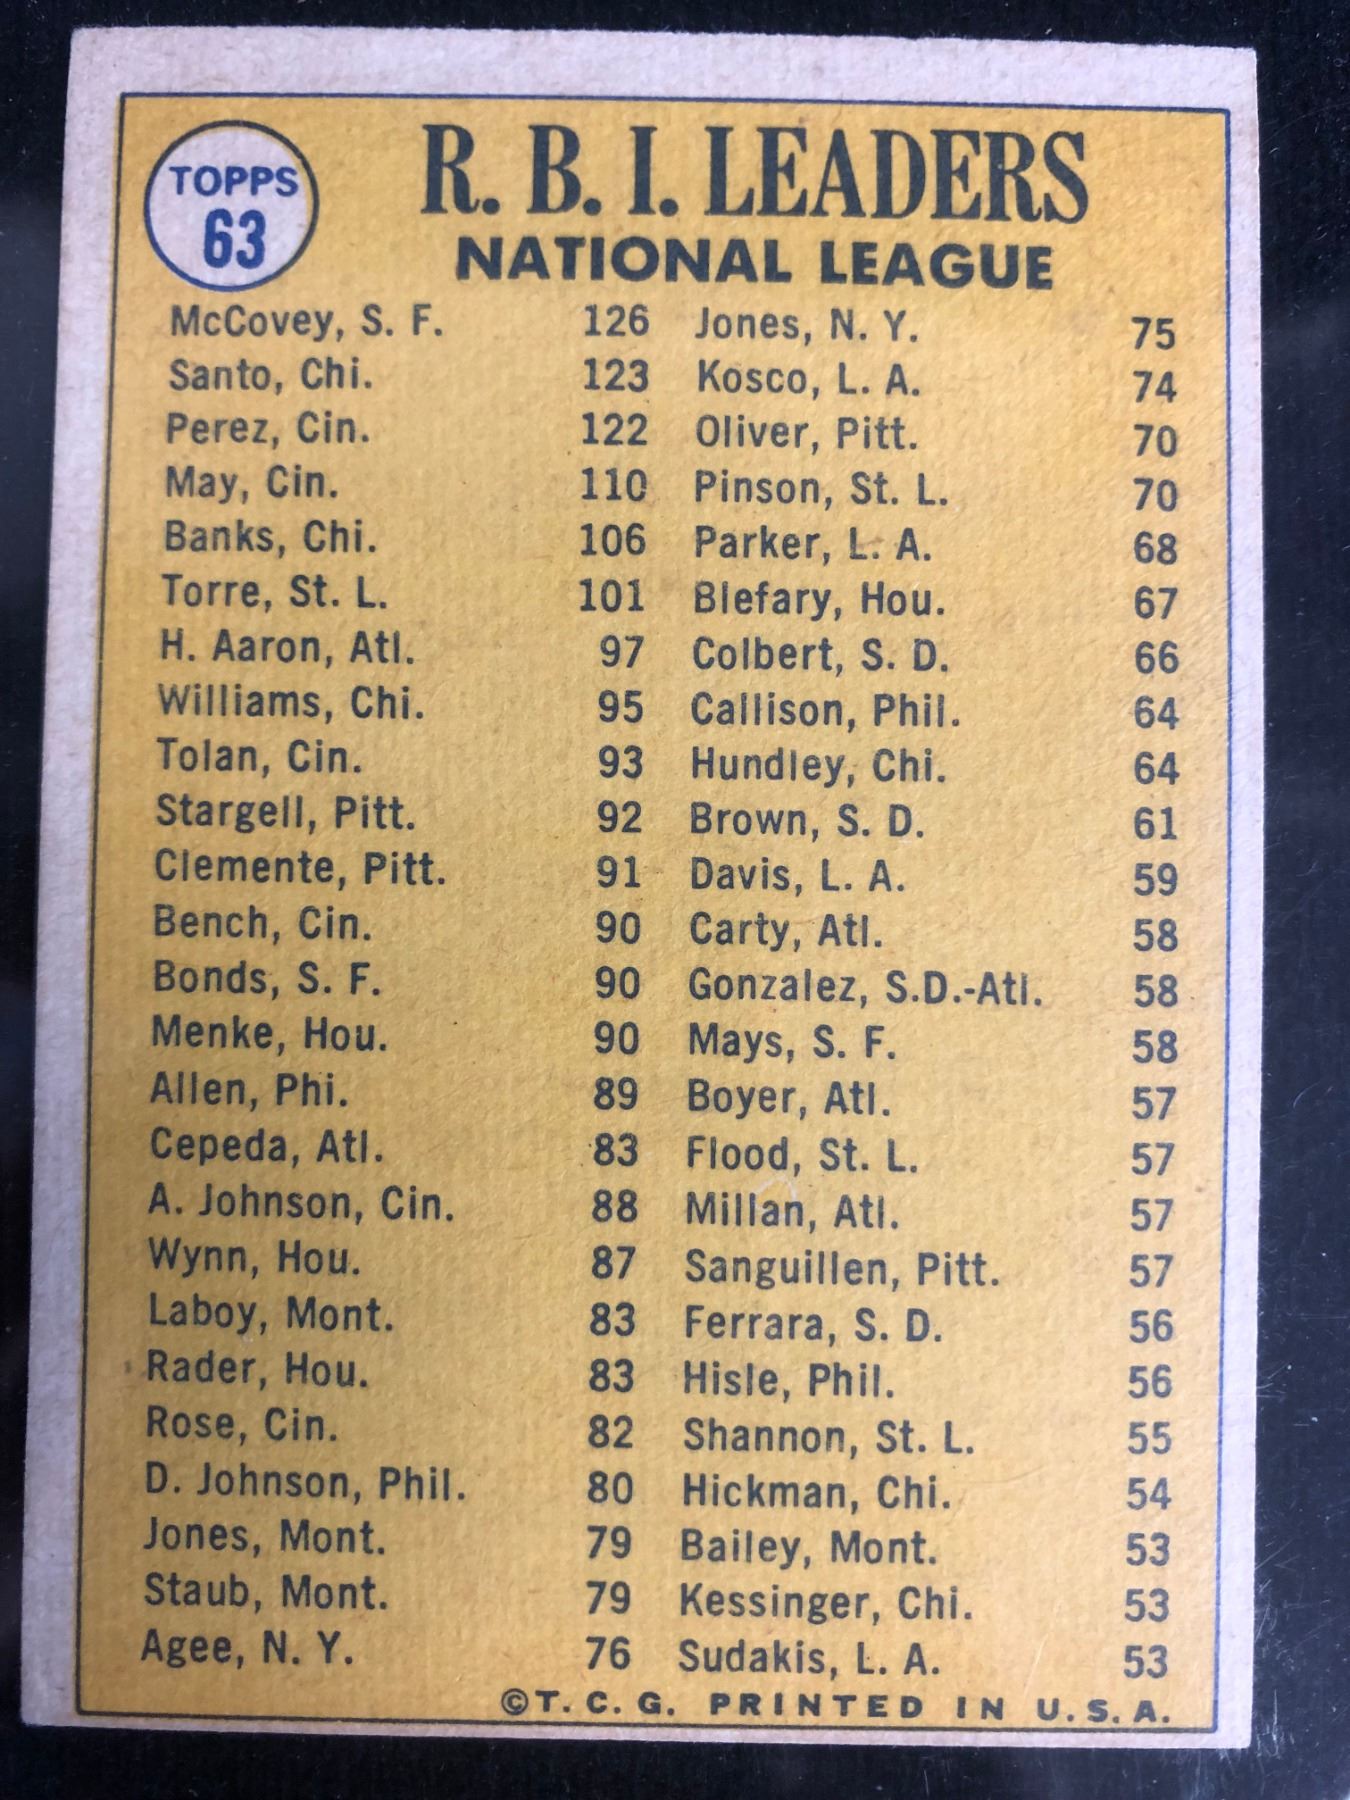 TOPPS
63
R. B. I. LEADERS
NATIONAL LEAGUE
McCovey, S. F. 126
Santo, Chi. 123
Perez, Cin. 122
May, Cin. 110
Banks, Chi. 106
Torre, St. L. 101
H. Aaron, Atl. 97
Williams, Chi. 95
Tolan, Cin. 93
Stargell, Pitt. 92
Clemente, Pitt. 91
Bench, Cin. 90
Bonds, S. F. 90
Menke, Hou. 90
Allen, Phi. 89
Cepeda, Atl. 83
A. Johnson, Cin. 88
Wynn, Hou. 87
Laboy, Mont. 83
Rader, Hou. 83
Rose, Cin. 82
D. Johnson, Phil. 80
Jones, Mont. 79
Staub, Mont. 79
Agee, N. Y. 76
Jones, N. Y. 75
Kosco, L. A. 74
Oliver, Pitt. 70
Pinson, St. L. 70
Parker, L. A. 68
Blefary, Hou. 67
Colbert, S. D. 66
Callison, Phil. 64
Hundley, Chi. 64
Brown, S. D. 61
Davis, L. A. 59
Carty, Atl. 58
Gonzalez, S.D.-Atl. 58
Mays, S. F. 58
Boyer, Atl. 57
Flood, St. L. 57
Millan, Atl. 57
Sanguillen, Pitt. 57
Ferrara, S. D. 56
Hisle, Phil. 56
Shannon, St. L. 55
Hickman, Chi. 54
Bailey, Mont. 53
Kessinger, Chi. 53
Sudakis, L. A. 53
©T. C. G. PRINTED IN U. S. A.